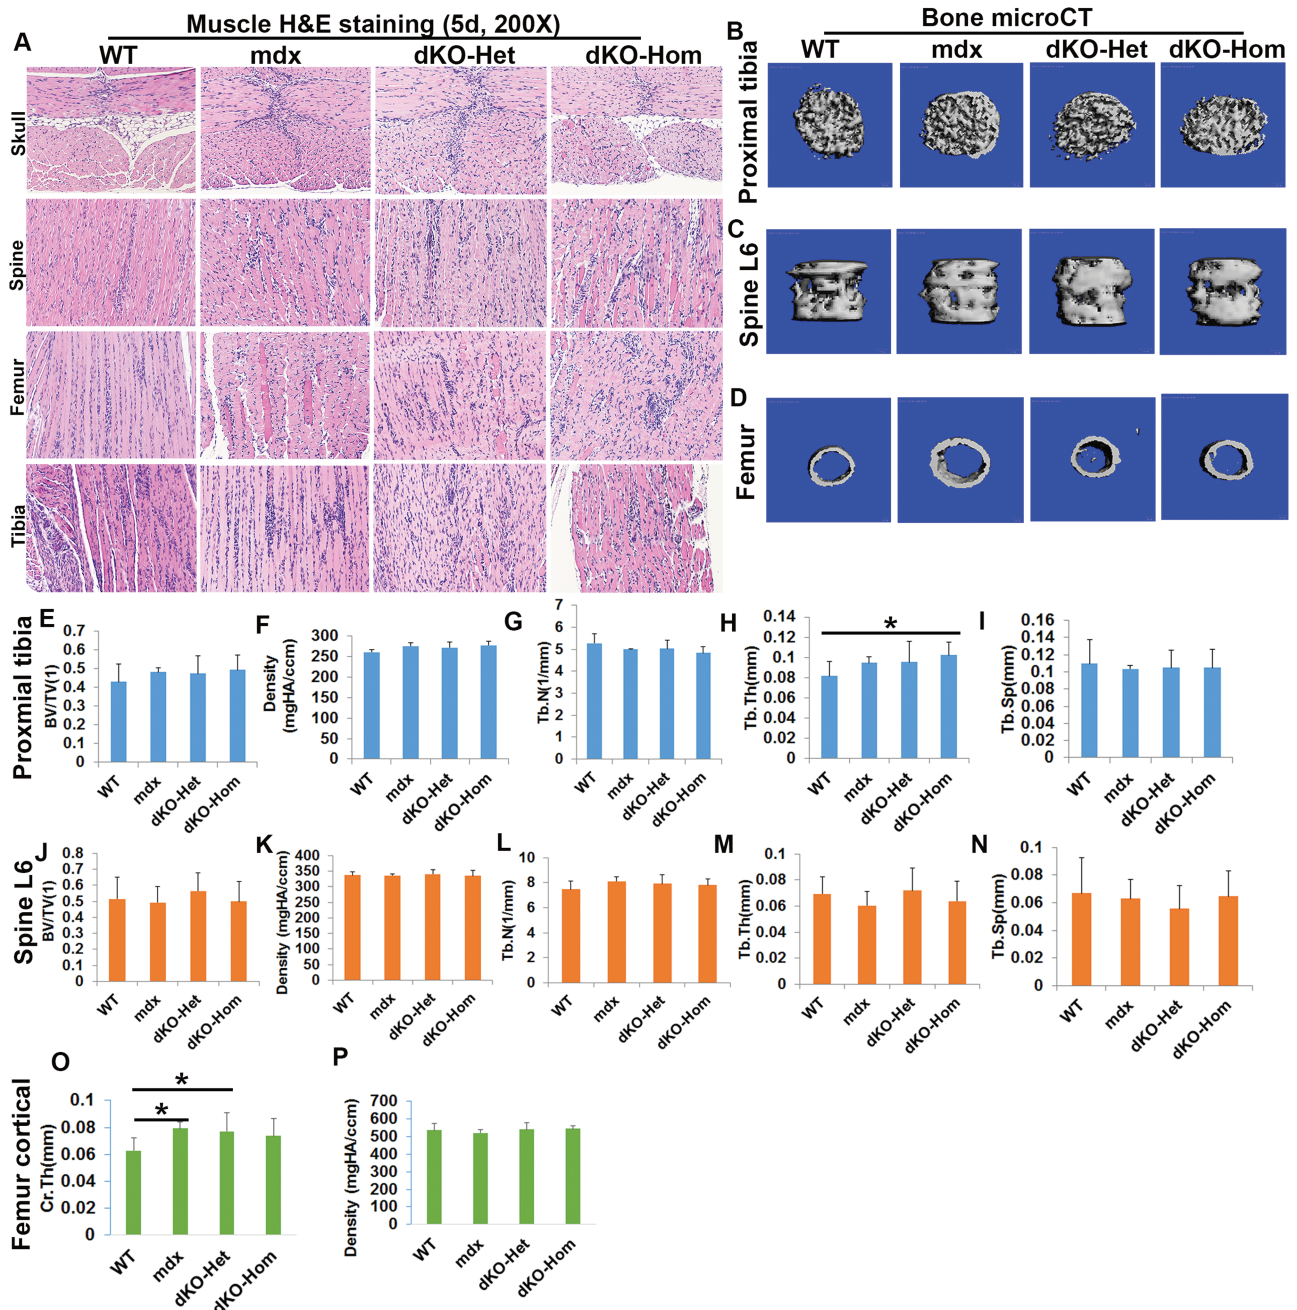 Muscle H&E staining (5d, 200X)
A
WT mdx dKO-Het dKO-Hom
Skull
Spine
Femur
Tibia
Bone microCT
B
WT mdx dKO-Het dKO-Hom
Proximal tibia
C
Spine L6
D
Femur
Proxmial tibia
E
BV/TV(1)
0.7
0.6
0.5
0.4
0.3
0.2
0.1
0
WT mdx dKO-Het dKO-Hom
F
Density
(mgHA/ccm)
300
250
200
150
100
50
0
WT mdx dKO-Het dKO-Hom
G
Tb.N(1/mm)
7
6
5
4
3
2
1
0
WT mdx dKO-Het dKO-Hom
H
Tb.Th(mm)
0.14
0.12
0.1
0.08
0.06
0.04
0.02
0
*
WT mdx dKO-Het dKO-Hom
I
Tb.Sp(mm)
0.16
0.14
0.12
0.1
0.08
0.06
0.04
0.02
0
WT mdx dKO-Het dKO-Hom
Spine L6
J
BV/TV(1)
0.8
0.7
0.6
0.5
0.4
0.3
0.2
0.1
0
WT mdx dKO-Het dKO-Hom
K
Density (mgHA/ccm)
400
350
300
250
200
150
100
50
0
WT mdx dKO-Het dKO-Hom
L
Tb.N(1/mm)
10
8
6
4
2
0
WT mdx dKO-Het dKO-Hom
M
Tb.Th(mm)
0.1
0.08
0.06
0.04
0.02
0
WT mdx dKO-Het dKO-Hom
N
Tb.Sp(mm)
0.1
0.08
0.06
0.04
0.02
0
WT mdx dKO-Het dKO-Hom
Femur cortical
O
Cr.Th(mm)
0.1
0.08
0.06
0.04
0.02
0
*
*
WT mdx dKO-Het dKO-Hom
P
Density (mgHA/ccm)
700
600
500
400
300
200
100
0
WT mdx dKO-Het dKO-Hom